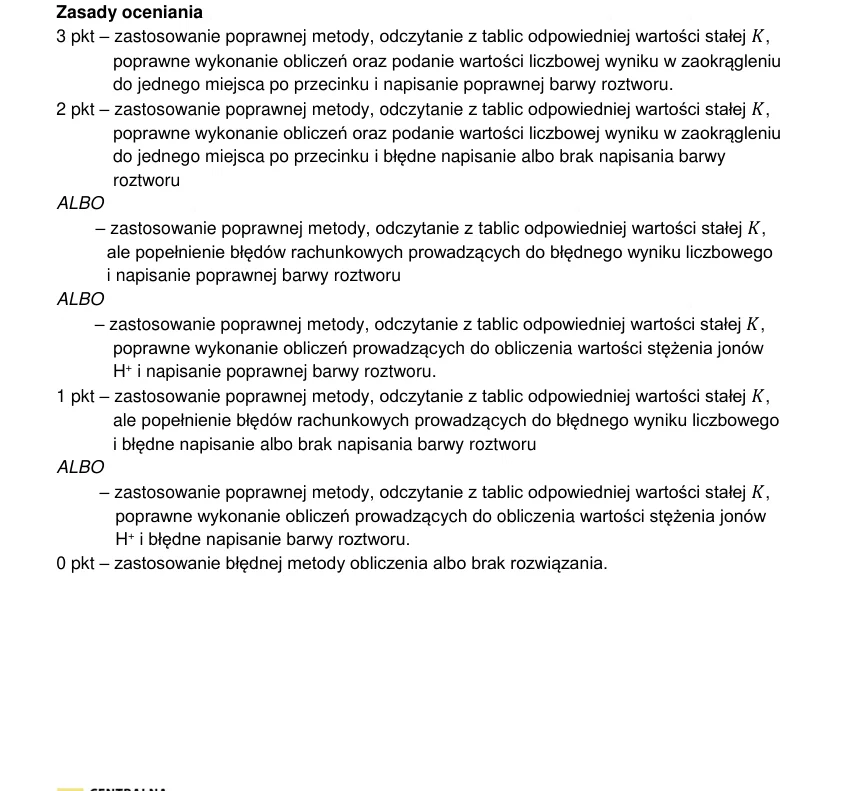 Zasady oceniania
3 pkt – zastosowanie poprawnej metody, odczytanie z tablic odpowiedniej wartości stałej K,
poprawne wykonanie obliczeń oraz podanie wartości liczbowej wyniku w zaokrągleniu
do jednego miejsca po przecinku i napisanie poprawnej barwy roztworu.
2 pkt – zastosowanie poprawnej metody, odczytanie z tablic odpowiedniej wartości stałej K,
poprawne wykonanie obliczeń oraz podanie wartości liczbowej wyniku w zaokrągleniu
do jednego miejsca po przecinku i błędne napisanie albo brak napisania barwy
roztworu
ALBO
– zastosowanie poprawnej metody, odczytanie z tablic odpowiedniej wartości stałej K,
ale popełnienie błędów rachunkowych prowadzących do błędnego wyniku liczbowego
i napisanie poprawnej barwy roztworu
ALBO
– zastosowanie poprawnej metody, odczytanie z tablic odpowiedniej wartości stałej K,
poprawne wykonanie obliczeń prowadzących do obliczenia wartości stężenia jonów
H⁺ i napisanie poprawnej barwy roztworu.
1 pkt – zastosowanie poprawnej metody, odczytanie z tablic odpowiedniej wartości stałej K,
ale popełnienie błędów rachunkowych prowadzących do błędnego wyniku liczbowego
i błędne napisanie albo brak napisania barwy roztworu
ALBO
– zastosowanie poprawnej metody, odczytanie z tablic odpowiedniej wartości stałej K,
poprawne wykonanie obliczeń prowadzących do obliczenia wartości stężenia jonów
H⁺ i błędne napisanie barwy roztworu.
0 pkt – zastosowanie błędnej metody obliczenia albo brak rozwiązania.
CENTRALNA